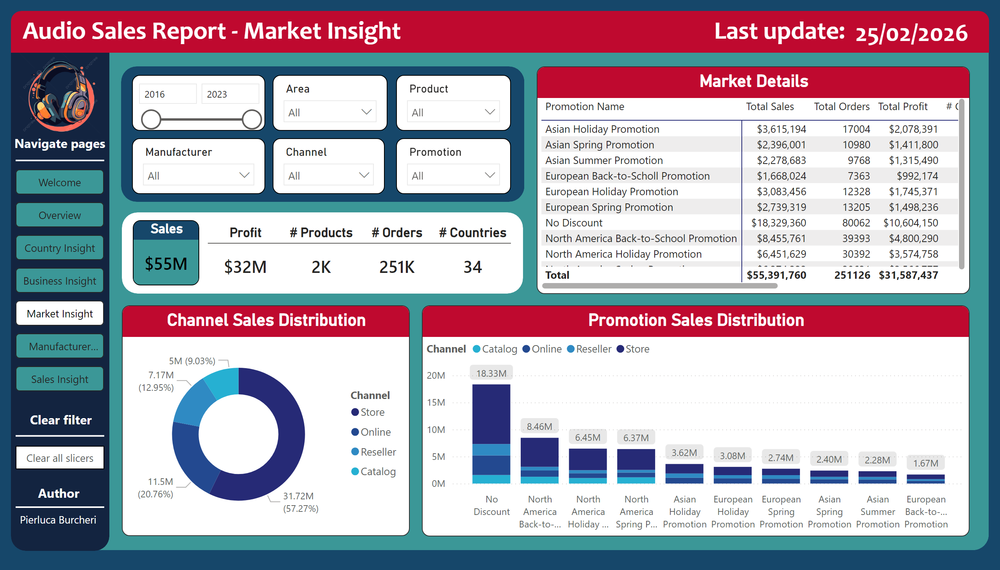 Audio Sales Report - Market Insight
Last update: 25/02/2026
Navigate pages
Welcome
Overview
Country Insight
Business Insight
Market Insight
Manufacturer...
Sales Insight
Clear filter
Clear all slicers
Author
Pierluca Burcheri
2016 2023
Area
All
Product
All
Manufacturer
All
Channel
All
Promotion
All
Sales
$55M
Profit # Products # Orders # Countries
$32M 2K 251K 34
Market Details
Promotion Name Total Sales Total Orders Total Profit #
Asian Holiday Promotion $3,615,194 17004 $2,078,391
Asian Spring Promotion $2,396,001 10980 $1,411,800
Asian Summer Promotion $2,278,683 9768 $1,315,490
European Back-to-Scholl Promotion $1,668,024 7363 $992,174
European Holiday Promotion $3,083,456 12328 $1,745,371
European Spring Promotion $2,739,319 13205 $1,498,236
No Discount $18,329,360 80062 $10,604,150
North America Back-to-School Promotion $8,455,761 39393 $4,800,290
North America Holiday Promotion $6,451,629 30392 $3,574,758
Total $55,391,760 251126 $31,587,437
Channel Sales Distribution
5M (9.03%)
7.17M
(12.95%)
11.5M
(20.76%)
31.72M
(57.27%)
Channel
Store
Online
Reseller
Catalog
Promotion Sales Distribution
Channel Catalog Online Reseller Store
20M
15M
10M
5M
0M
18.33M
8.46M
6.45M
6.37M
3.62M
3.08M
2.74M
2.40M
2.28M
1.67M
No
Discount
North
America
Back-to-...
North
America
Holiday ...
North
America
Spring P...
Asian
Holiday
Promotion
European
Holiday
Promotion
European
Spring
Promotion
Asian
Spring
Promotion
Asian
Summer
Promotion
European
Back-to-...
Promotion